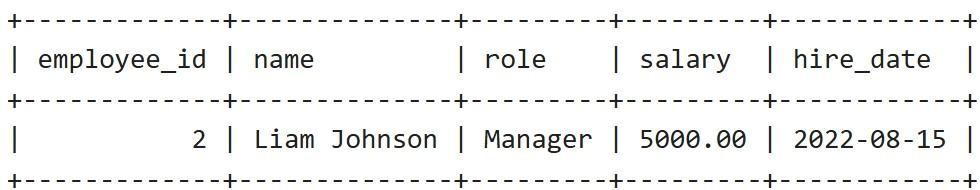 +-------------+--------------+---------+---------+------------+
| employee_id | name         | role    | salary  | hire_date  |
+-------------+--------------+---------+---------+------------+
|           2 | Liam Johnson | Manager | 5000.00 | 2022-08-15 |
+-------------+--------------+---------+---------+------------+